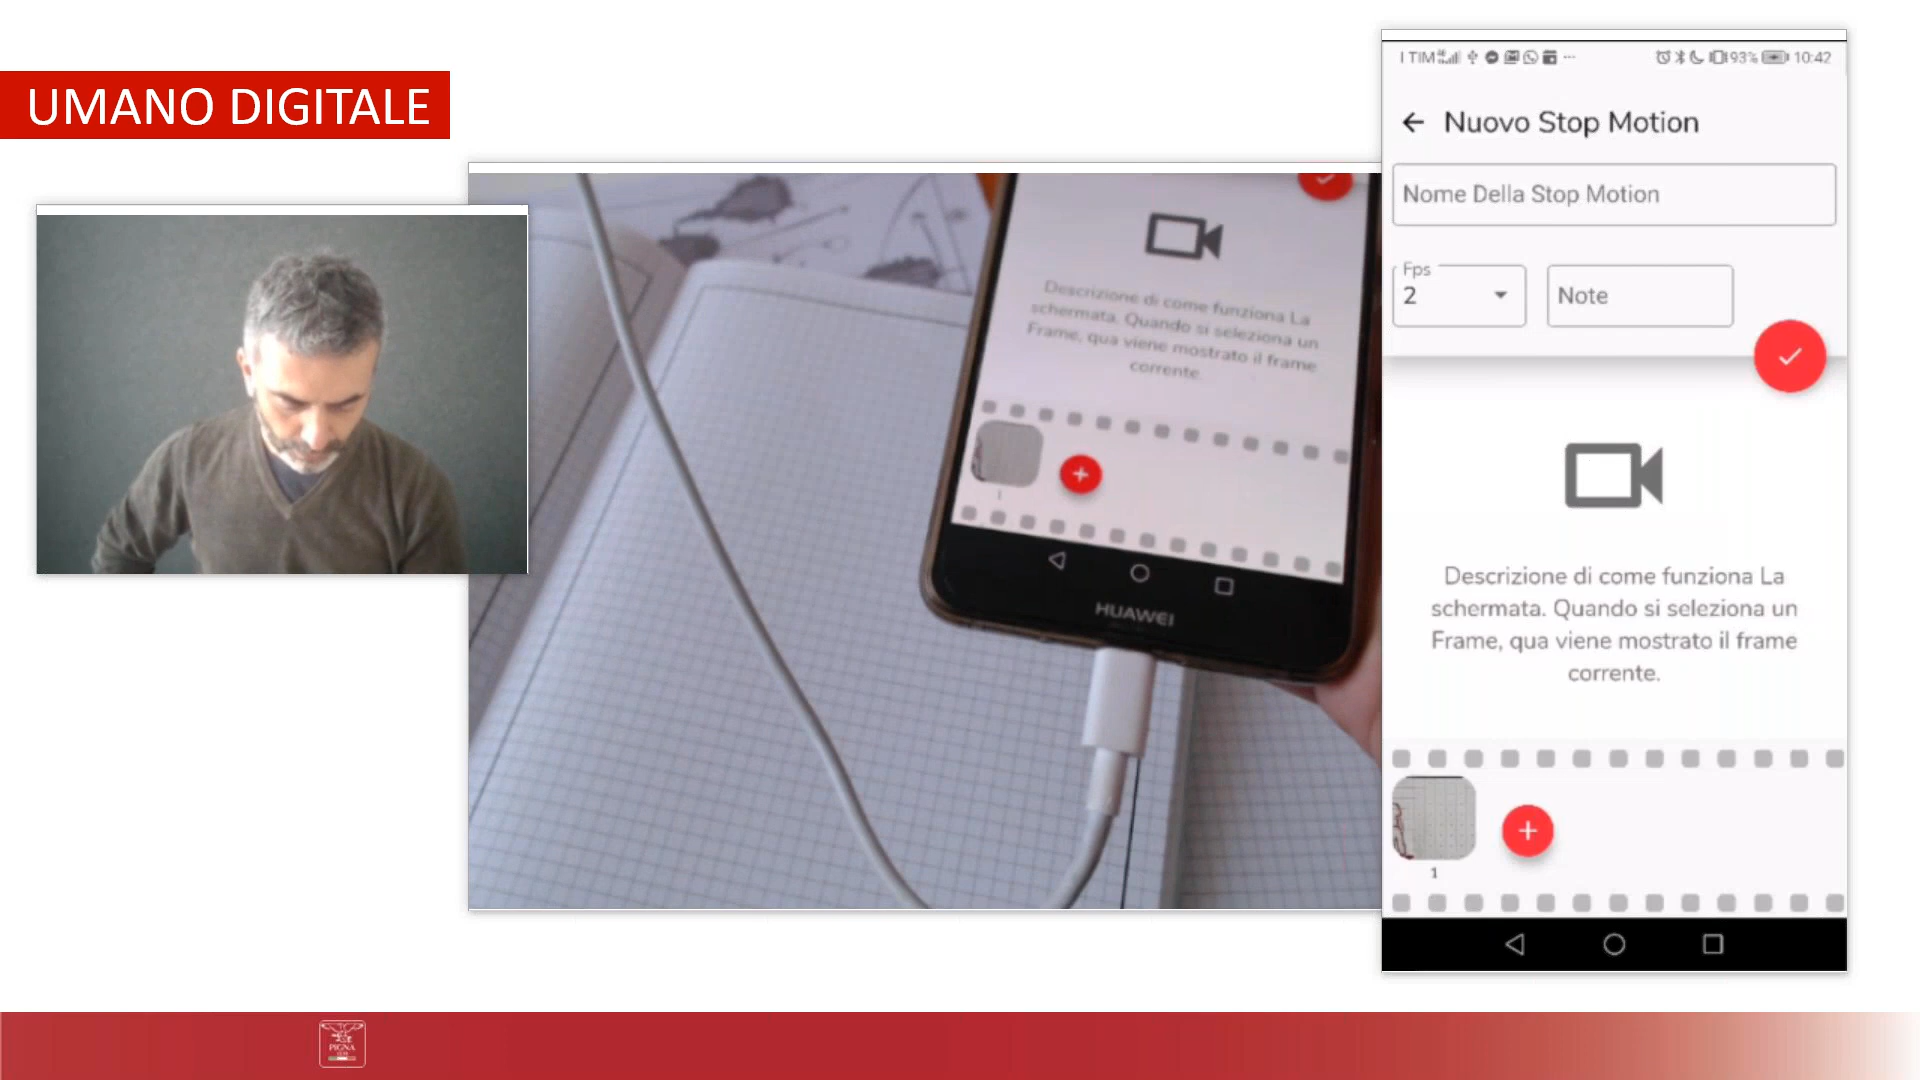 UMANO DIGITALE
Descrizione di come funziona La
schermata. Quando si seleziona un
Frame, qua viene mostrato il frame
corrente.
1
HUAWEI
TIM 93% 10:42
Nuovo Stop Motion
Nome Della Stop Motion
Fps
2
Note
Descrizione di come funziona La
schermata. Quando si seleziona un
Frame, qua viene mostrato il frame
corrente.
1
PIGNA